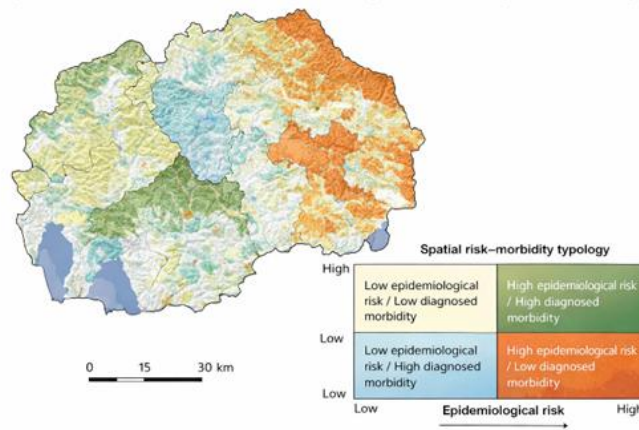 0 15 30 km
Spatial risk–morbidity typology
High
Low epidemiological
risk / Low diagnosed
morbidity
High epidemiological risk
/ High diagnosed
morbidity
Low
Low epidemiological
risk / High diagnosed
morbidity
High epidemiological
risk / Low diagnosed
morbidity
Low
Low
Epidemiological risk
High